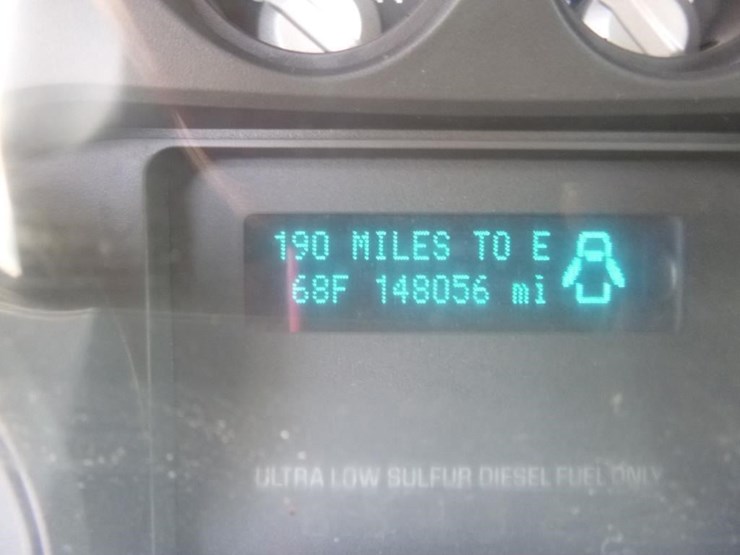 190 MILES TO E
68F 148056 mi
ULTRA LOW SULFUR DIESEL FUEL ONLY